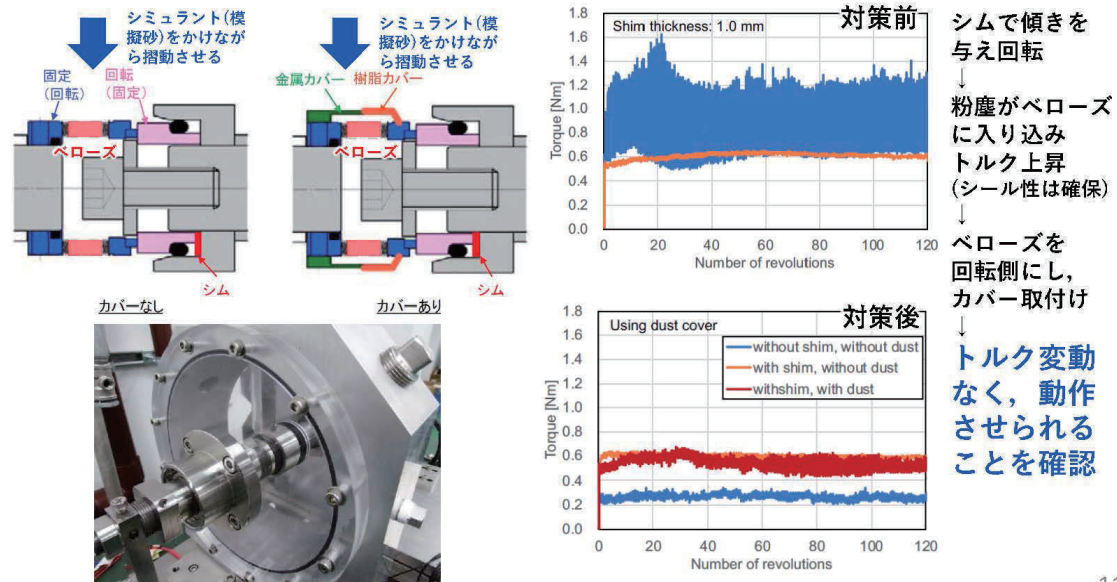 シミュラント(模
擬砂)をかけなが
ら摺動させる
固定
(回転)
回転
(固定)
ベローズ
シム
カバーなし
シミュラント(模
擬砂)をかけなが
ら摺動させる
金属カバー
樹脂カバー
ベローズ
シム
カバーあり
対策前
Shim thickness: 1.0 mm
Torque [Nm]
1.8
1.6
1.4
1.2
1.0
0.8
0.6
0.4
0.2
0.0
0 20 40 60 80 100 120
Number of revolutions
対策後
Using dust cover
without shim, without dust
with shim, without dust
withshim, with dust
Torque [Nm]
1.8
1.6
1.4
1.2
1.0
0.8
0.6
0.4
0.2
0.0
0 20 40 60 80 100 120
Number of revolutions
シムで傾きを
与え回転
↓
粉塵がベローズ
に入り込み
トルク上昇
(シール性は確保)
↓
ベローズを
回転側にし,
カバー取付け
↓
トルク変動
なく，動作
させられる
ことを確認